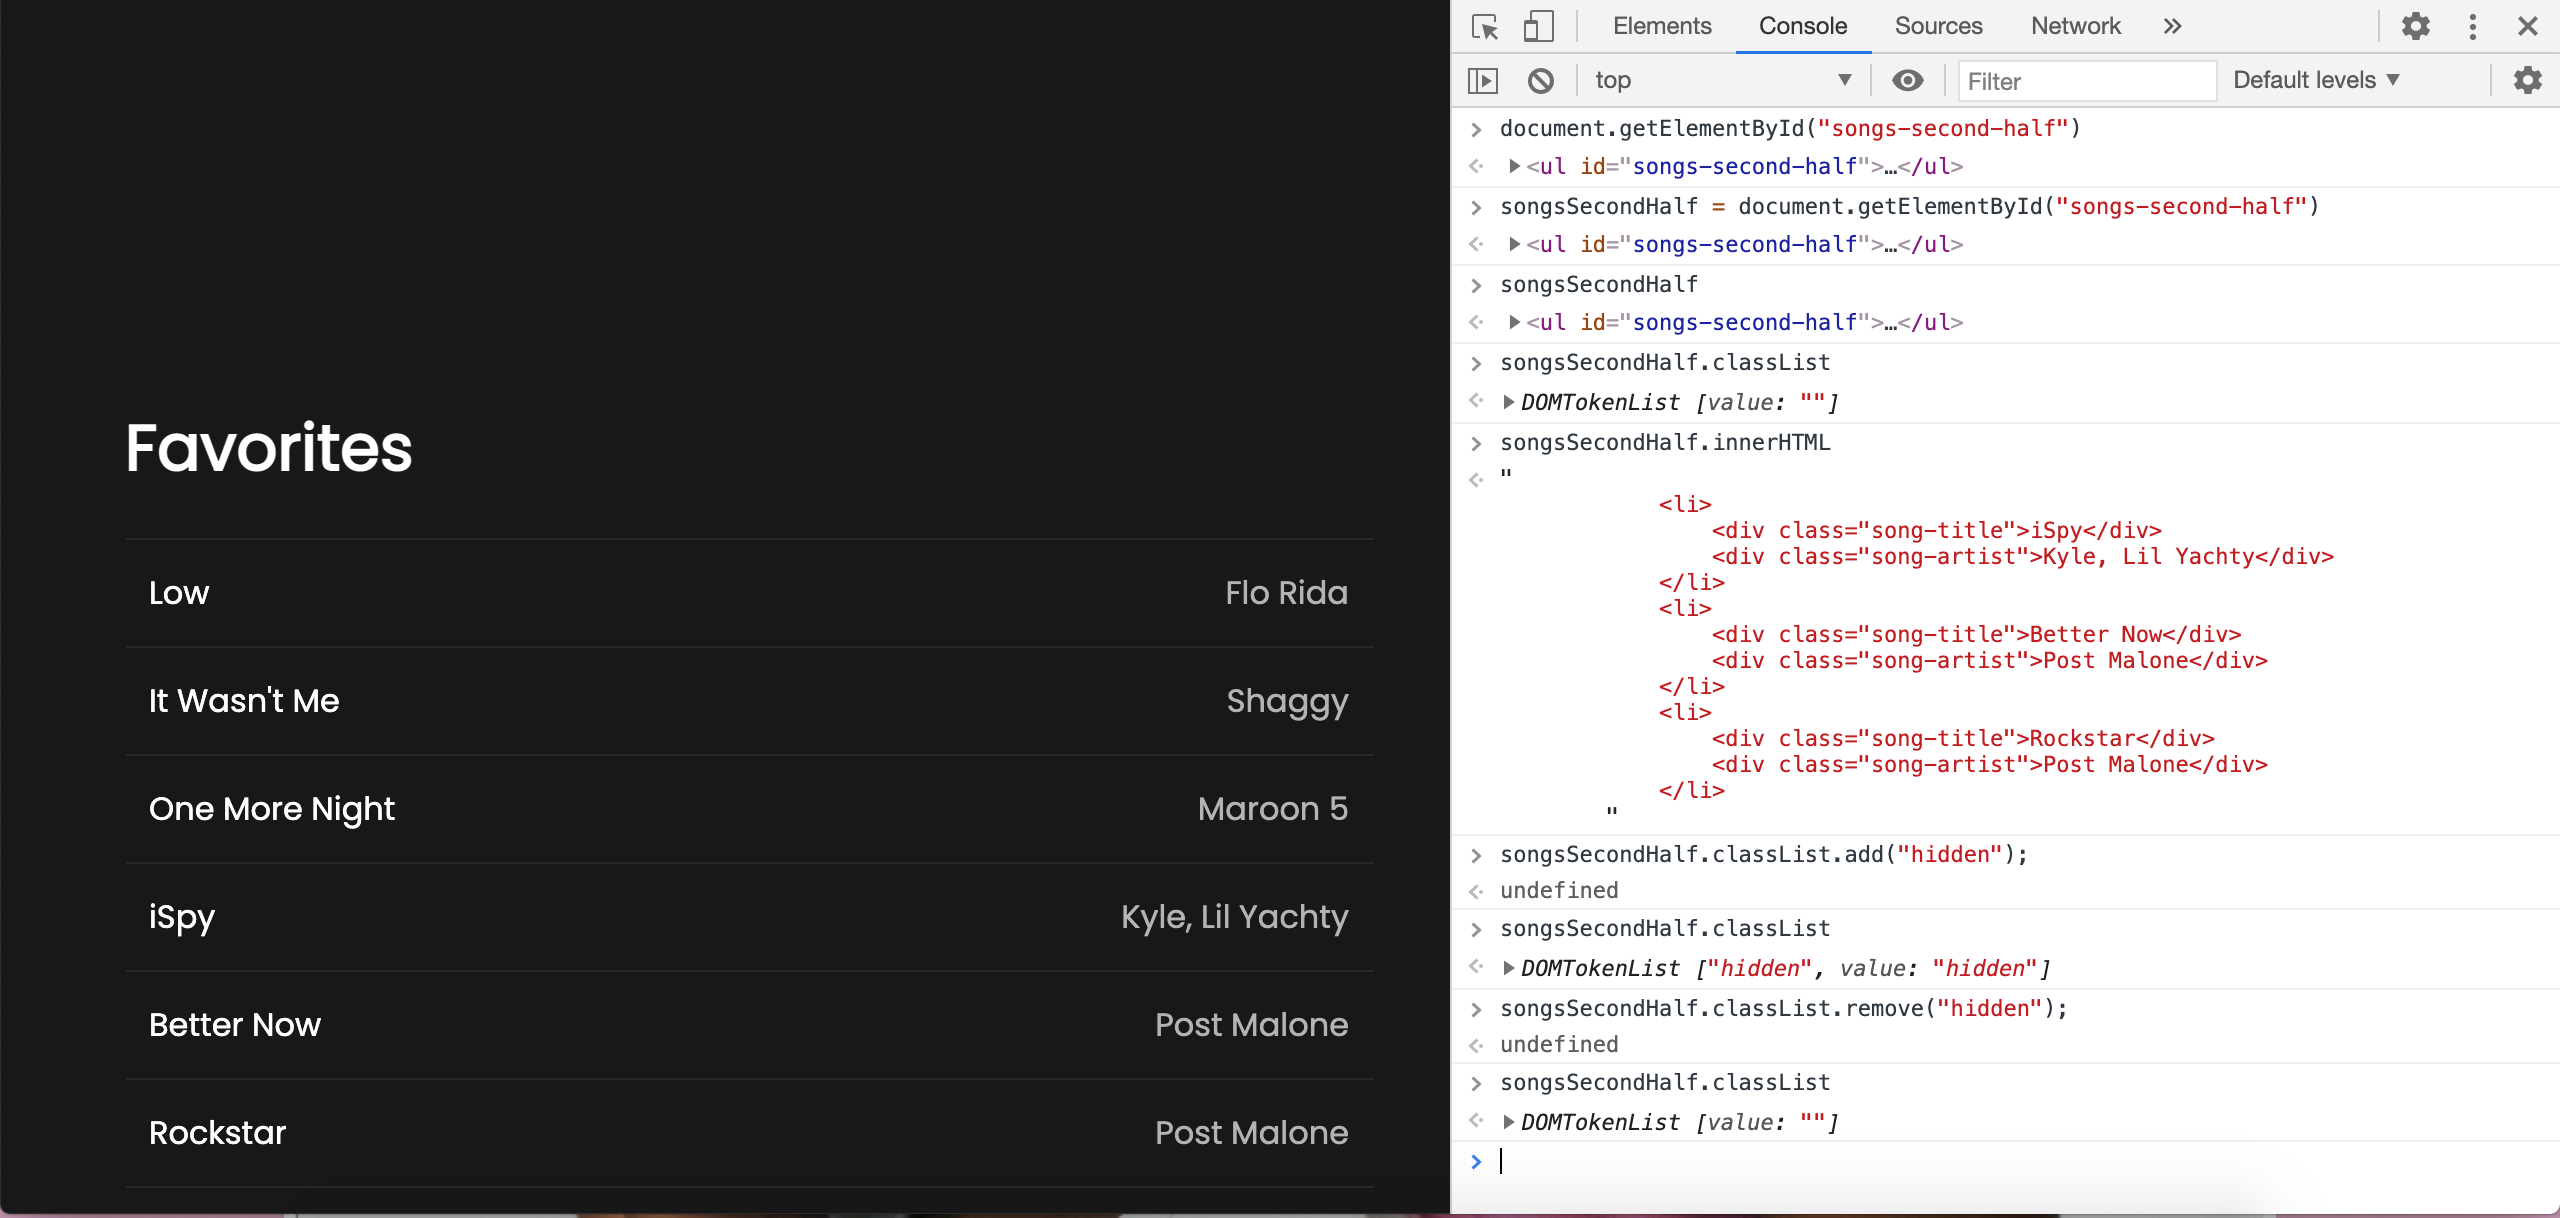 Favorites
Low Flo Rida
It Wasn't Me Shaggy
One More Night Maroon 5
iSpy Kyle, Lil Yachty
Better Now Post Malone
Rockstar Post Malone
Elements Console Sources Network »
top ▼ Filter Default levels ▼
> document.getElementById("songs-second-half")
<ul id="songs-second-half">…</ul>
> songsSecondHalf = document.getElementById("songs-second-half")
<ul id="songs-second-half">…</ul>
> songsSecondHalf
<ul id="songs-second-half">…</ul>
> songsSecondHalf.classList
DOMTokenList [value: ""]
> songsSecondHalf.innerHTML
"
<li>
<div class="song-title">iSpy</div>
<div class="song-artist">Kyle, Lil Yachty</div>
</li>
<li>
<div class="song-title">Better Now</div>
<div class="song-artist">Post Malone</div>
</li>
<li>
<div class="song-title">Rockstar</div>
<div class="song-artist">Post Malone</div>
</li>
"
> songsSecondHalf.classList.add("hidden");
undefined
> songsSecondHalf.classList
DOMTokenList ["hidden", value: "hidden"]
> songsSecondHalf.classList.remove("hidden");
undefined
> songsSecondHalf.classList
DOMTokenList [value: ""]
>